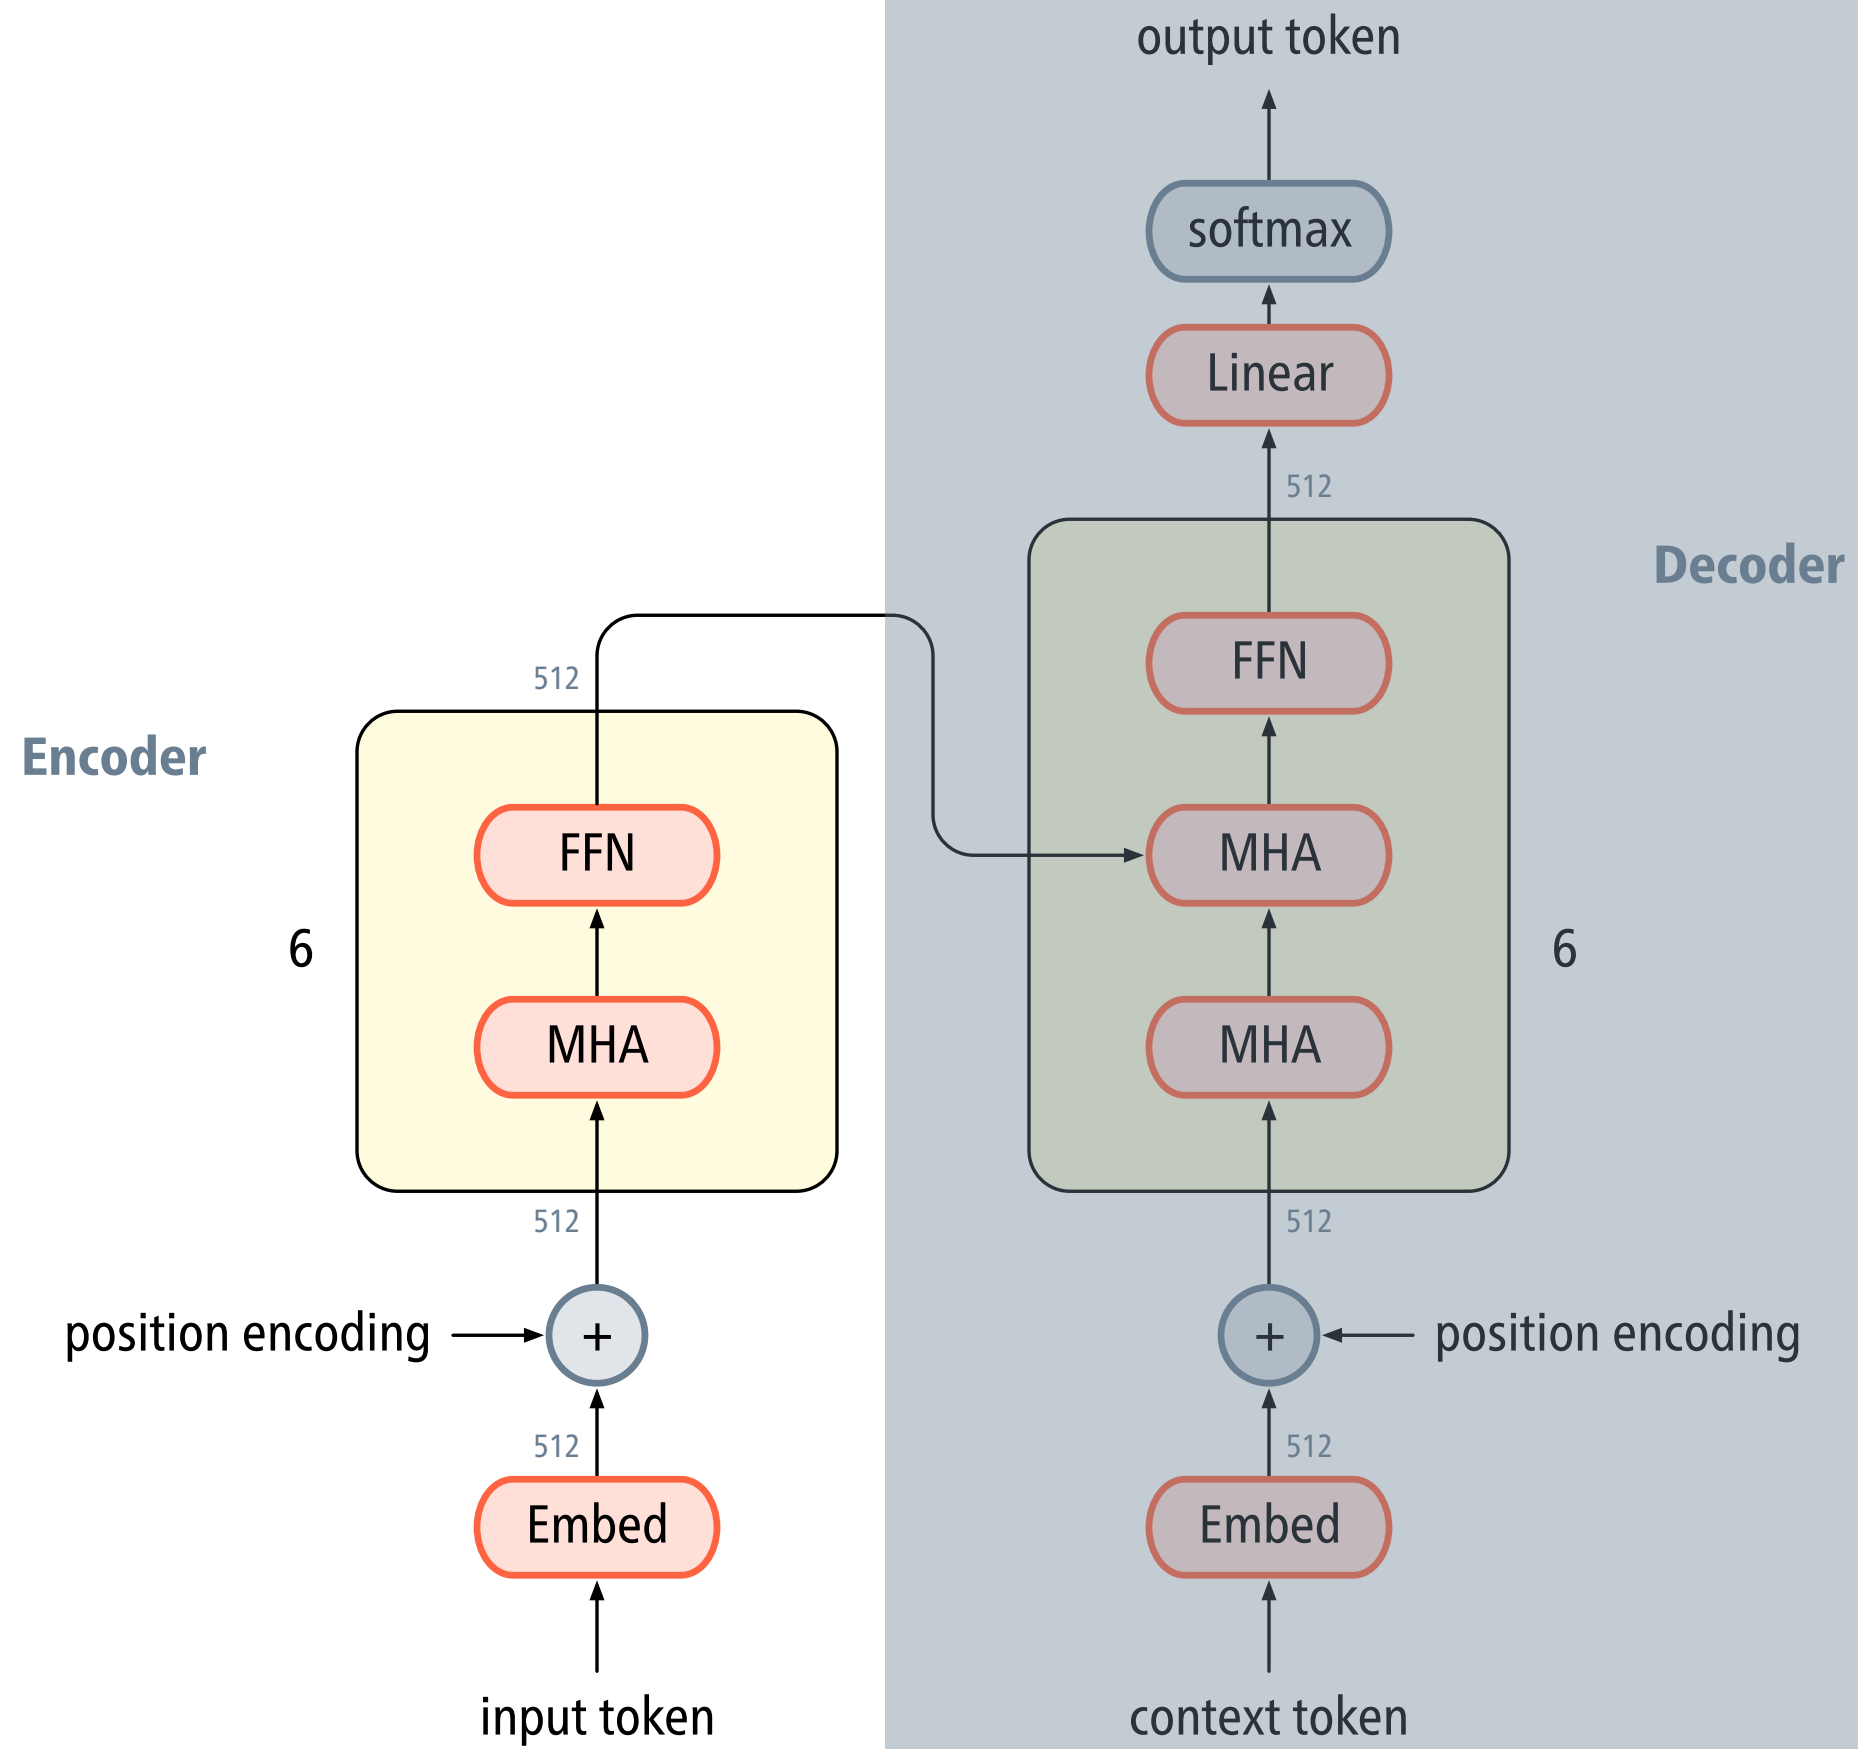 output token
softmax
Linear
512
Decoder
FFN
512
Encoder
FFN
MHA
6
6
MHA
MHA
512
512
position encoding
+
+
position encoding
512
512
Embed
Embed
input token
context token